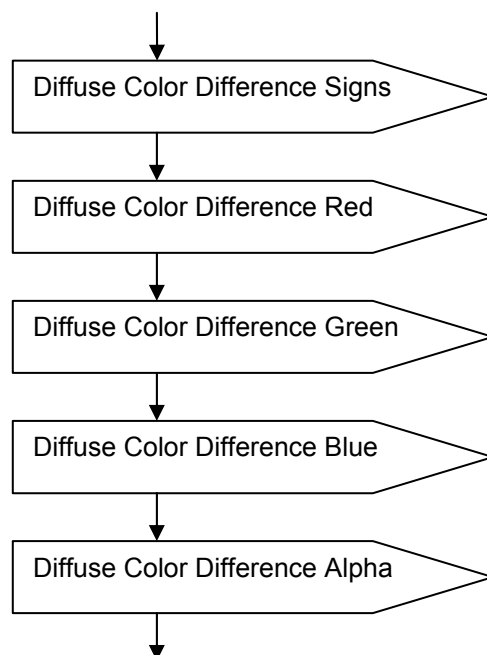 Diffuse Color Difference Signs
Diffuse Color Difference Red
Diffuse Color Difference Green
Diffuse Color Difference Blue
Diffuse Color Difference Alpha